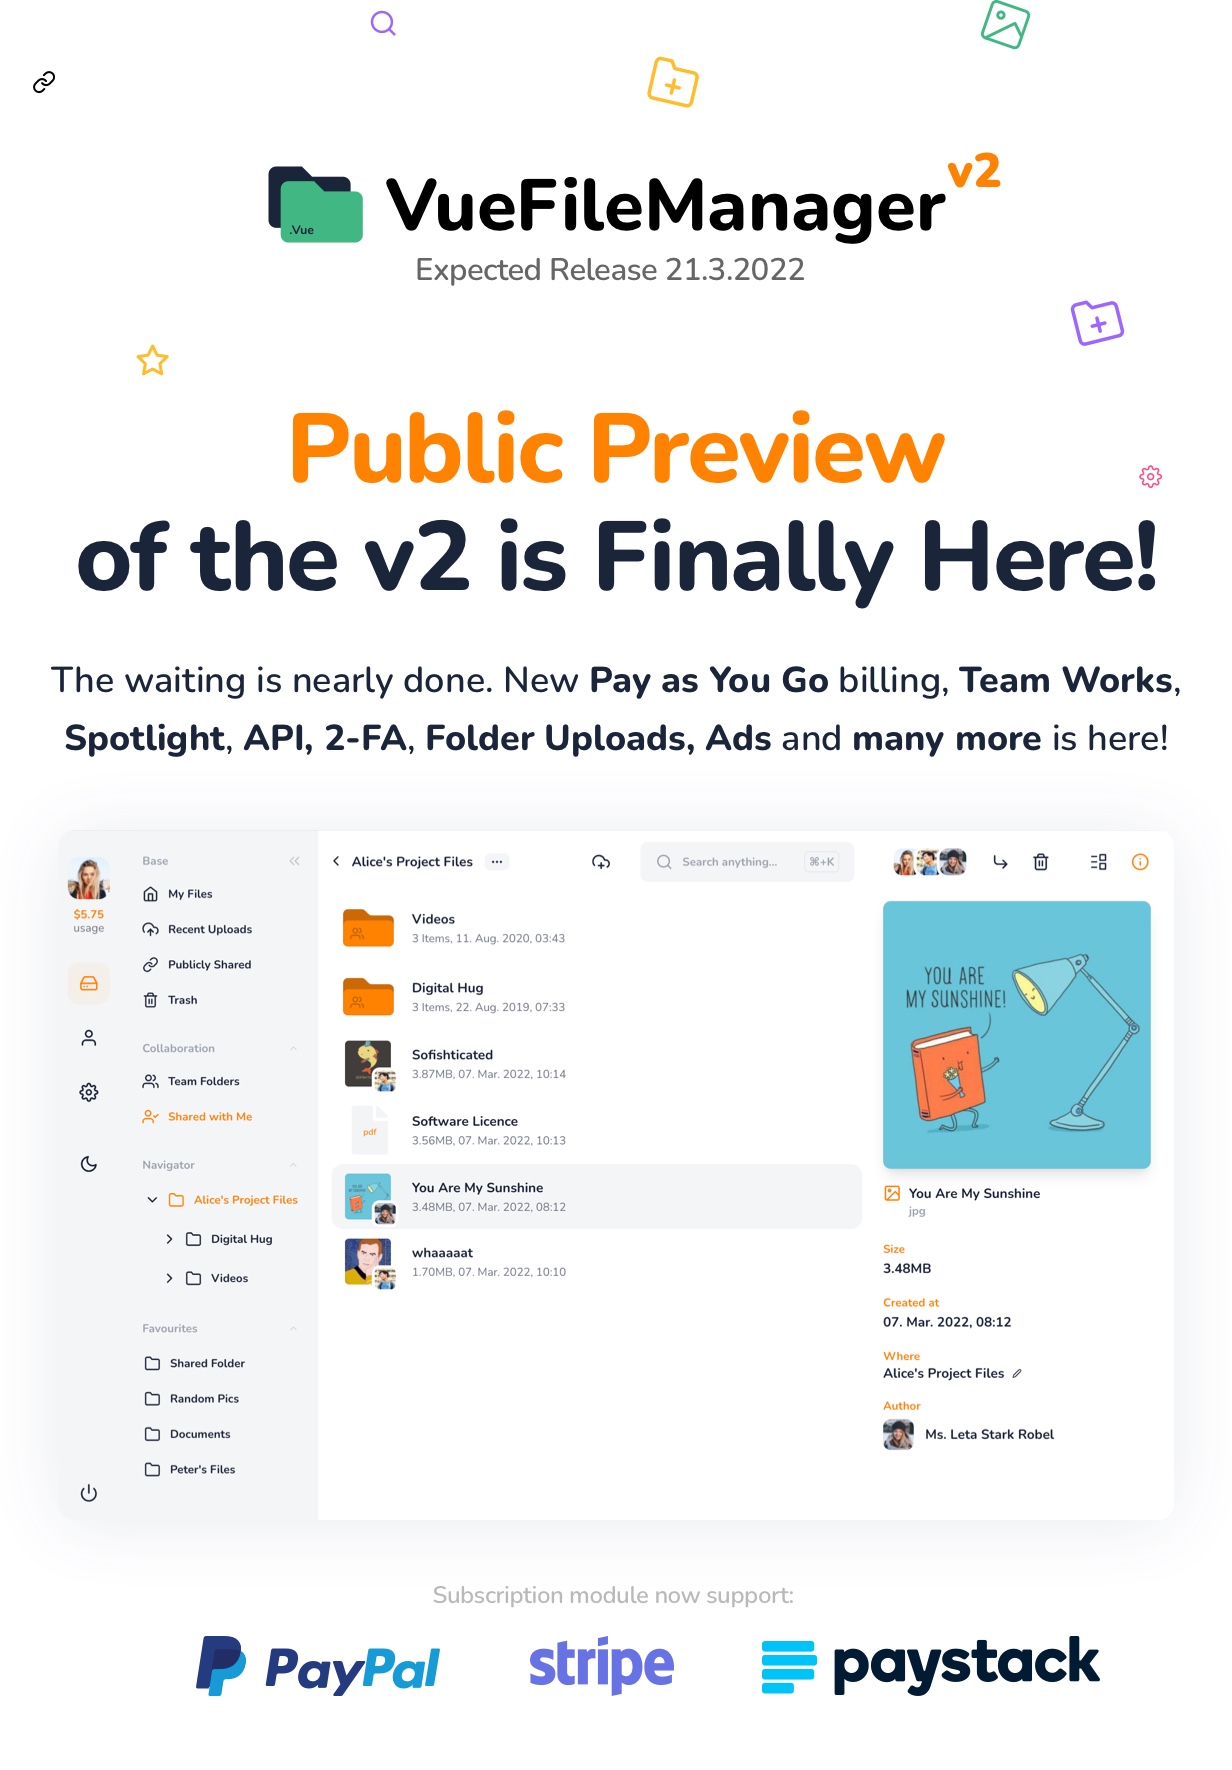 v2
.Vue
VueFileManager
Expected Release 21.3.2022
Public Preview
of the v2 is Finally Here!
The waiting is nearly done. New Pay as You Go billing, Team Works,
Spotlight, API, 2-FA, Folder Uploads, Ads and many more is here!
$5.75
usage
Base
My Files
Recent Uploads
Publicly Shared
Trash
Collaboration
Team Folders
Shared with Me
Navigator
Alice's Project Files
Digital Hug
Videos
Favourites
Shared Folder
Random Pics
Documents
Peter's Files
Alice's Project Files
Search anything...
⌘+K
Videos
3 Items, 11. Aug. 2020, 03:43
Digital Hug
3 Items, 22. Aug. 2019, 07:33
Sofishticated
3.87MB, 07. Mar. 2022, 10:14
pdf
Software Licence
3.56MB, 07. Mar. 2022, 10:13
You Are My Sunshine
3.48MB, 07. Mar. 2022, 08:12
whaaaaat
1.70MB, 07. Mar. 2022, 10:10
YOU ARE
MY SUNSHINE!
You Are My Sunshine
jpg
Size
3.48MB
Created at
07. Mar. 2022, 08:12
Where
Alice's Project Files
Author
Ms. Leta Stark Robel
Subscription module now support:
PayPal
stripe
paystack